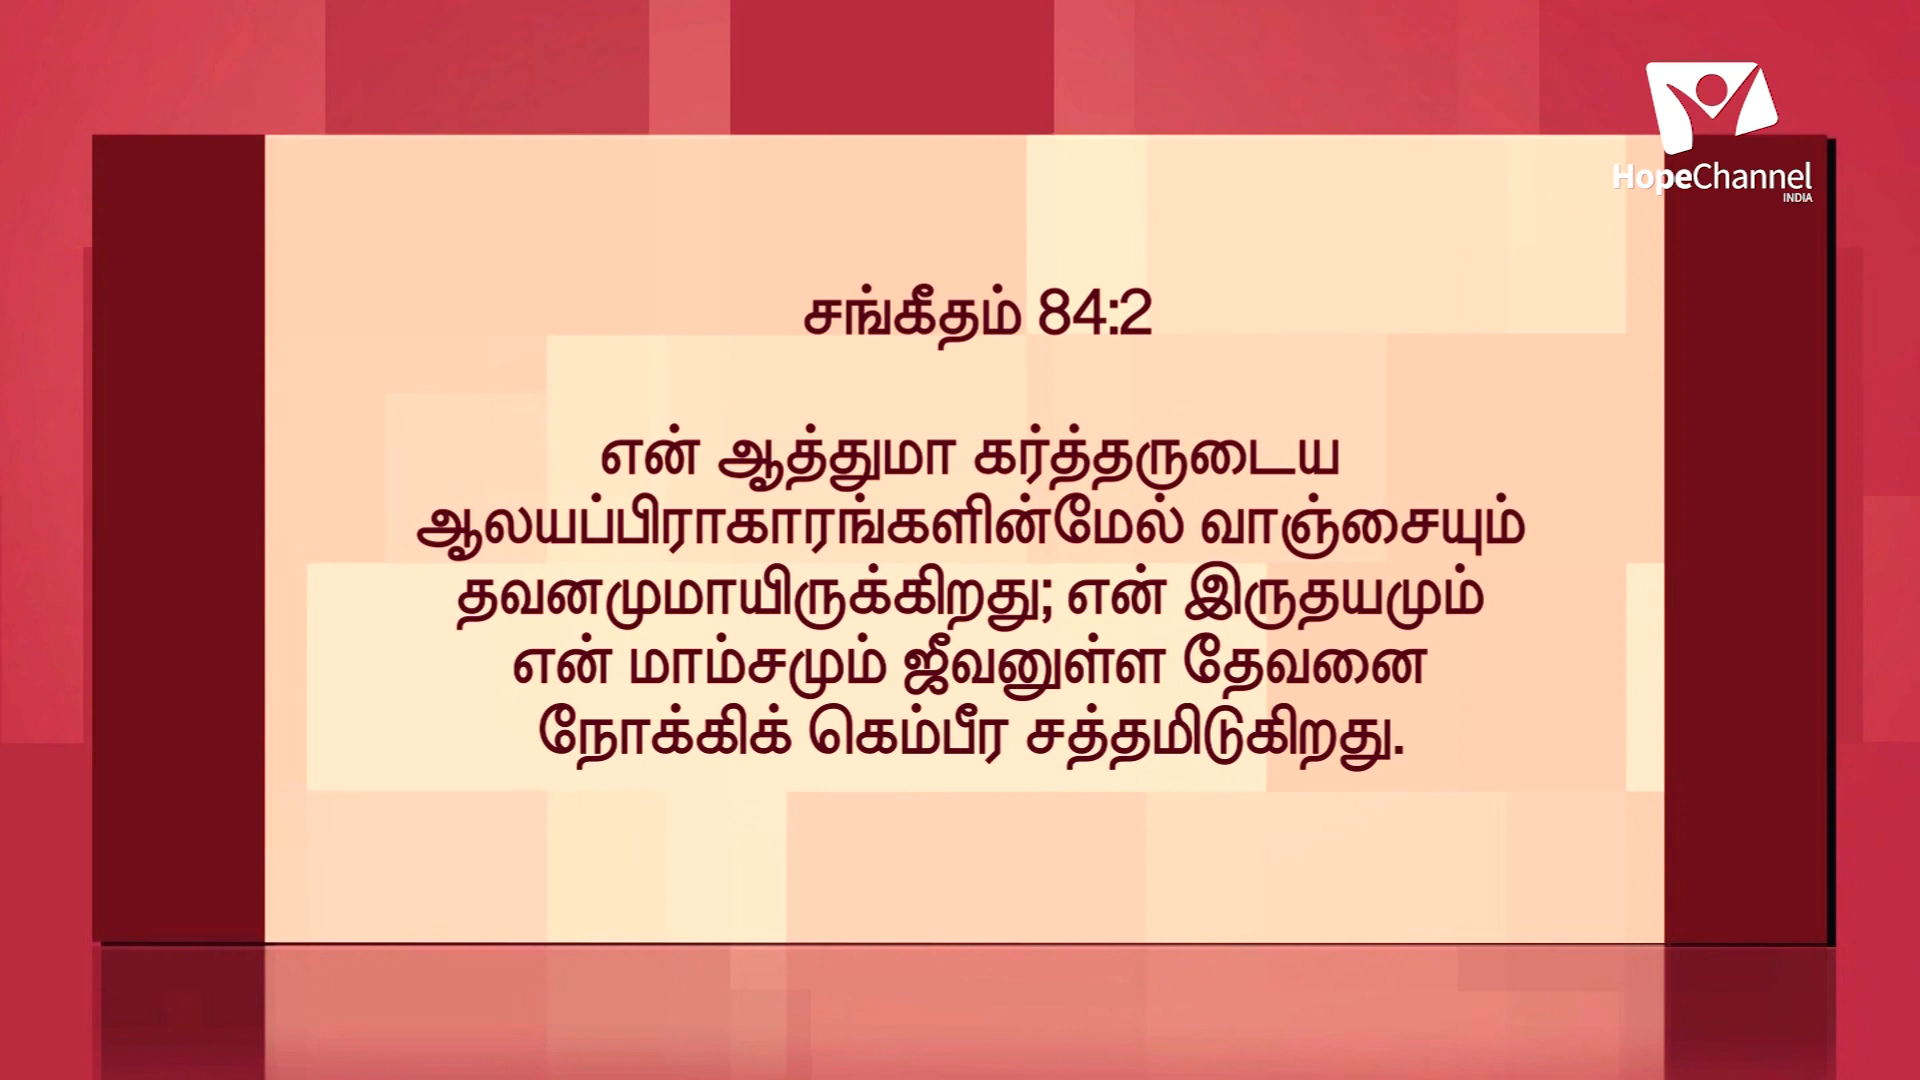 HopeChannel
INDIA
சங்கீதம் 84:2
என் ஆத்துமா கர்த்தருடைய
ஆலயப்பிராகாரங்களின்மேல் வாஞ்சையும்
தவனமுமாயிருக்கிறது; என் இருதயமும்
என் மாம்சமும் ஜீவனுள்ள தேவனை
நோக்கிக் கெம்பீர சத்தமிடுகிறது.